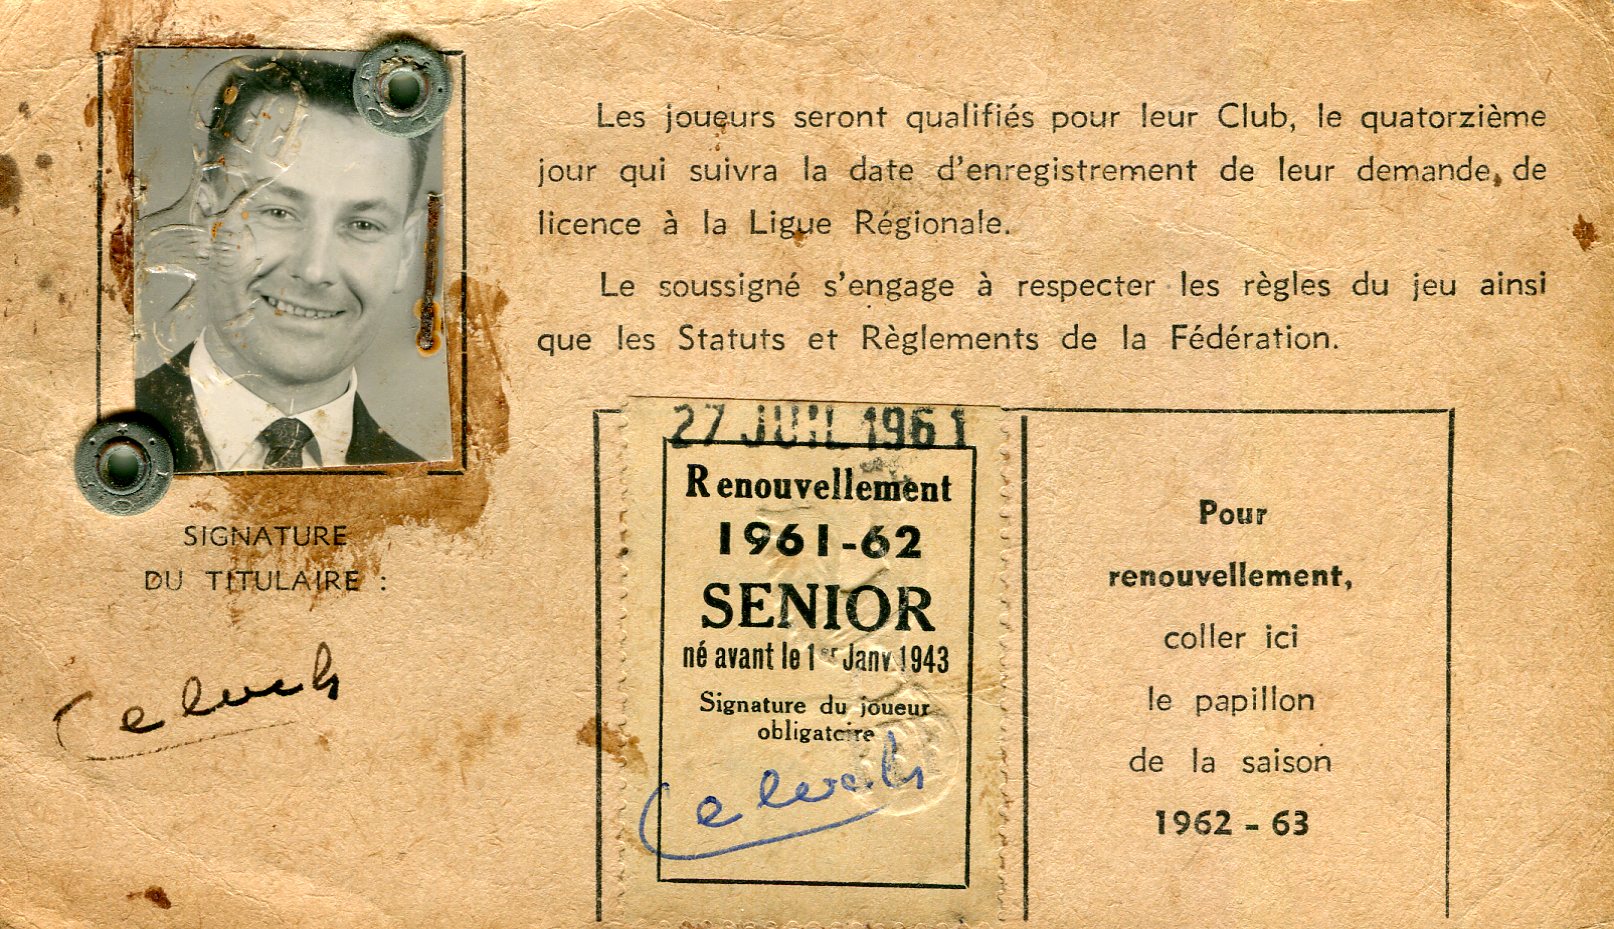 Les joueurs seront qualifiés pour leur Club, le quatorzième
jour qui suivra la date d'enregistrement de leur demande, de
licence à la Ligue Régionale.
Le soussigné s'engage à respecter les règles du jeu ainsi
que les Statuts et Règlements de la Fédération.
SIGNATURE
DU TITULAIRE :
27 JUIL 1961
Renouvellement
1961-62
SENIOR
né avant le 1er Janv 1943
Signature du joueur
obligatoire
Pour
renouvellement,
coller ici
le papillon
de la saison
1962 - 63